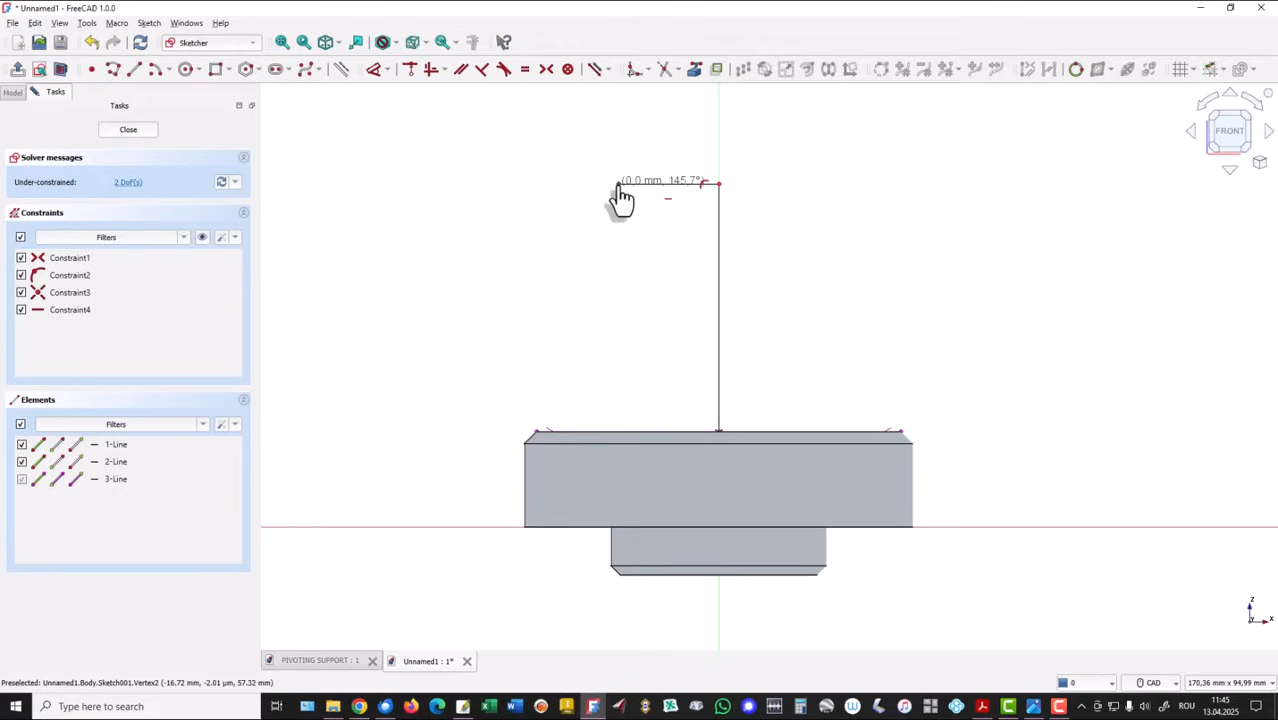 * Unnamed1 - FreeCAD 1.0.0
File Edit View Tools Macro Sketch Windows Help
Sketcher
Model Tasks
Tasks
Close
Solver messages
Under-constrained: 2 DoF(s)
Constraints
Filters
Constraint1
Constraint2
Constraint3
Constraint4
Elements
Filters
1-Line
2-Line
3-Line
(0,0 mm, 145,7°)
FRONT
z
x
PIVOTING SUPPORT : 1
Unnamed1 : 1*
Preselected: Unnamed1.Body.Sketch001.Vertex2 (-16.72 mm, -2.01 µm, 57.32 mm)
0
CAD
170,36 mm x 94,99 mm
Type here to search
ROU
11:45
13.04.2025